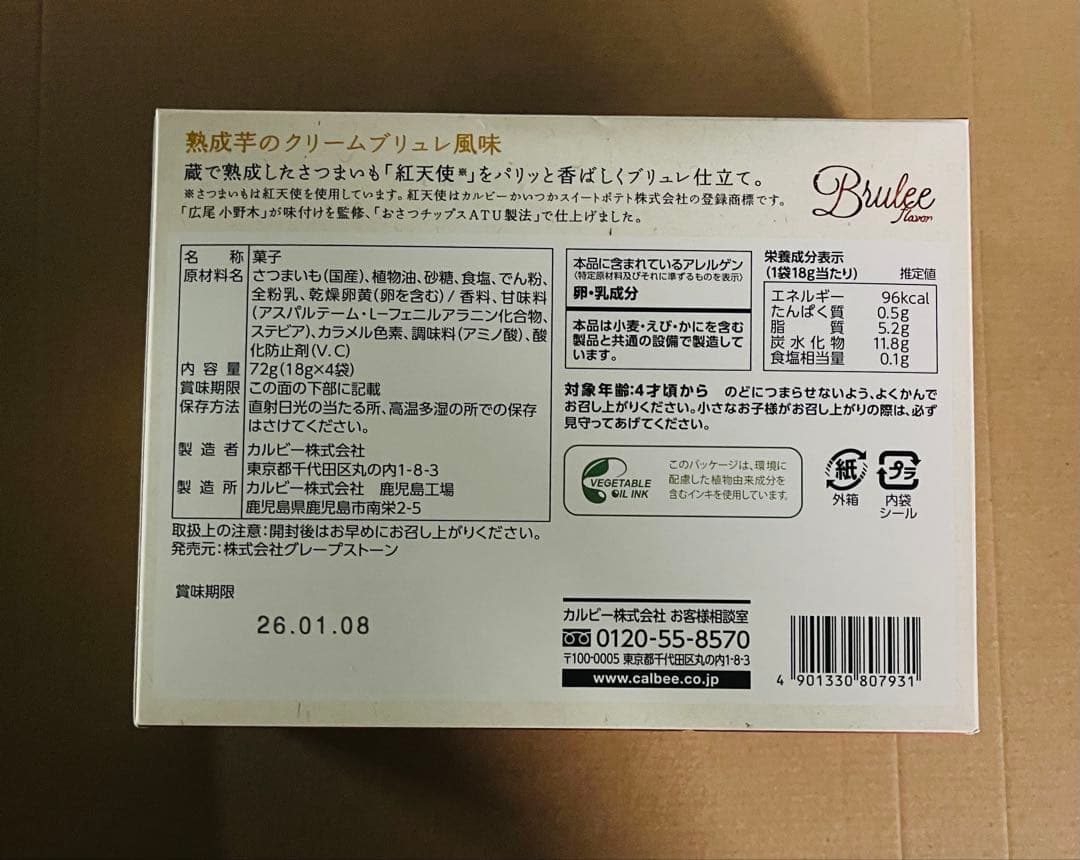 熟成芋のクリームブリュレ風味
蔵で熟成したさつまいも「紅天使※」をパリッと香ばしくブリュレ仕立て。
※さつまいもは紅天使を使用しています。紅天使はカルビーかいつかスイートポテト株式会社の登録商標です。
「広尾 小野木」が味付けを監修、「おさつチップスATU製法」で仕上げました。
Brulee
flavor
名 称 菓子
原材料名 さつまいも(国産)、植物油、砂糖、食塩、でん粉、
全粉乳、乾燥卵黄(卵を含む) / 香料、甘味料
(アスパルテーム・L-フェニルアラニン化合物、
ステビア)、カラメル色素、調味料(アミノ酸)、酸
化防止剤(V.C)
内 容 量 72g(18g×4袋)
賞味期限 この面の下部に記載
保存方法 直射日光の当たる所、高温多湿の所での保存
はさけてください。
製 造 者 カルビー株式会社
東京都千代田区丸の内1-8-3
製 造 所 カルビー株式会社 鹿児島工場
鹿児島県鹿児島市南栄2-5
取扱上の注意:開封後はお早めにお召し上がりください。
発売元:株式会社グレープストーン
賞味期限
26.01.08
本品に含まれているアレルゲン
(特定原材料及びそれに準ずるものを表示)
卵・乳成分
本品は小麦・えび・かにを含む
製品と共通の設備で製造して
います。
栄養成分表示
(1袋18g当たり) 推定値
エネルギー 96kcal
たんぱく質 0.5g
脂 質 5.2g
炭水化物 11.8g
食塩相当量 0.1g
対象年齢:4才頃から のどにつまらせないよう、よくかんで
お召し上がりください。小さなお子様がお召し上がりの際は、必ず
見守ってあげてください。
VEGETABLE
OIL INK
このパッケージは、環境に
配慮した植物由来成分を
含むインキを使用しています。
紙
外箱
プラ
内袋
シール
カルビー株式会社 お客様相談室
0120-55-8570
〒100-0005 東京都千代田区丸の内1-8-3
www.calbee.co.jp
4 901330 807931